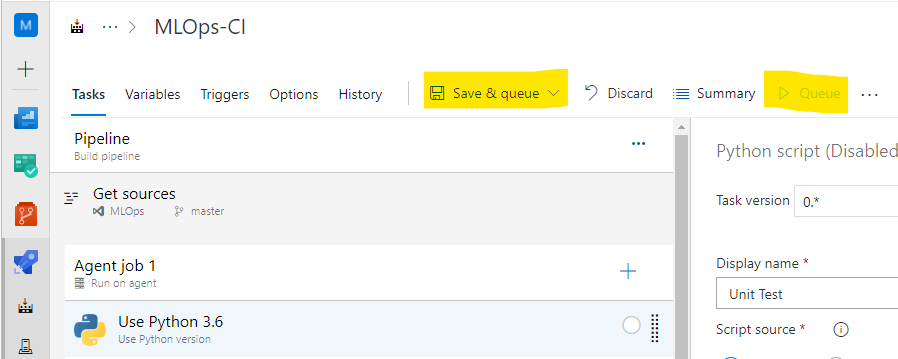 M
... > MLOps-CI
Tasks Variables Triggers Options History Save & queue Discard Summary Queue ...
Pipeline
Build pipeline
...
Get sources
MLOps master
Agent job 1
Run on agent
Use Python 3.6
Use Python version
Python script (Disabled
Task version 0.*
Display name *
Unit Test
Script source *